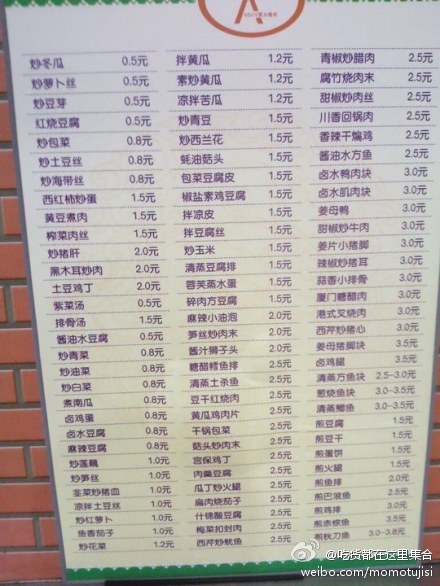 炒冬瓜 0.5元
炒萝卜丝 0.5元
炒豆芽 0.5元
红烧豆腐 0.5元
炒包菜 0.8元
炒土豆丝 0.8元
炒海带丝 0.8元
西红柿炒蛋 1.5元
黄豆煮肉 1.5元
榨菜肉丝 1.5元
炒猪肝 2.0元
黑木耳炒肉 2.0元
土豆鸡丁 2.0元
紫菜汤 0.5元
排骨汤 1.5元
酱油水豆腐 0.5元
炒青菜 0.8元
炒油菜 0.8元
炒白菜 0.8元
煮南瓜 0.8元
卤鸡蛋 0.8元
卤水豆腐 0.8元
麻辣豆腐 0.8元
炒莲藕 1.0元
炒笋丝 1.0元
韭菜炒猪血 1.0元
凉拌土豆丝 1.0元
炒红萝卜 1.0元
鱼香茄子 1.0元
炒花菜 1.2元
拌黄瓜 1.2元
素炒黄瓜 1.2元
凉拌苦瓜 1.2元
炒青豆 1.5元
炒西兰花 1.5元
蚝油菇头 1.5元
包菜豆腐皮 1.5元
椒盐素鸡豆腐 1.5元
拌凉皮 1.5元
拌豆腐丝 1.5元
炒玉米 1.5元
清蒸豆腐排 1.5元
蓉芙蒸水蛋 1.5元
碎肉方豆腐 1.5元
麻辣小油泡 2.0元
笋丝炒肉末 2.0元
酱汁狮子头 2.0元
糖醋鳕鱼排 2.5元
清蒸土杀鱼 2.5元
豆干红烧肉 2.5元
黄瓜鸡肉片 2.5元
干锅包菜 2.5元
菇头炒肉末 2.5元
宫保鸡丁 2.5元
肉羹豆腐 2.5元
瓜丁炒火腿 2.5元
扁肉烧茄子 2.5元
什锦酸豆腐 2.5元
梅菜扣封肉 2.5元
西芹炒鱿鱼 2.5元
青椒炒腊肉 2.5元
腐竹烧肉末 2.5元
甜椒炒肉丝 2.5元
川香回锅肉 2.5元
香辣干煸鸡 2.5元
酱油水方鱼 2.5元
卤水鸭肉块 3.0元
卤水肌肉块 3.0元
姜母鸭 3.0元
甜椒炒牛肉 3.0元
姜片小猪脚 3.0元
辣椒炒猪耳 3.0元
蒜香小排骨 3.0元
厦门糖醋肉 3.0元
港式叉烧肉 3.0元
西芹炒猪心 3.0元
姜母猪脚块 3.5元
卤鸡腿 3.5元
清蒸方鱼块 2.5-3.0元
葱烧鱼块 3.0-3.5元
清蒸鲳鱼 3.0-3.5元
煎豆腐 1.5元
煎豆干 1.5元
煎蛋饼 1.5元
煎火腿 1.5元
煎鱼排 2.0元
煎巴浪鱼 2.5元
煎鸡排 3.0元
煎赤棕鱼 3.5元
煎秋刀鱼 3.0-3.8元
@吃货都在这里集合
weibo.com/momotujisi